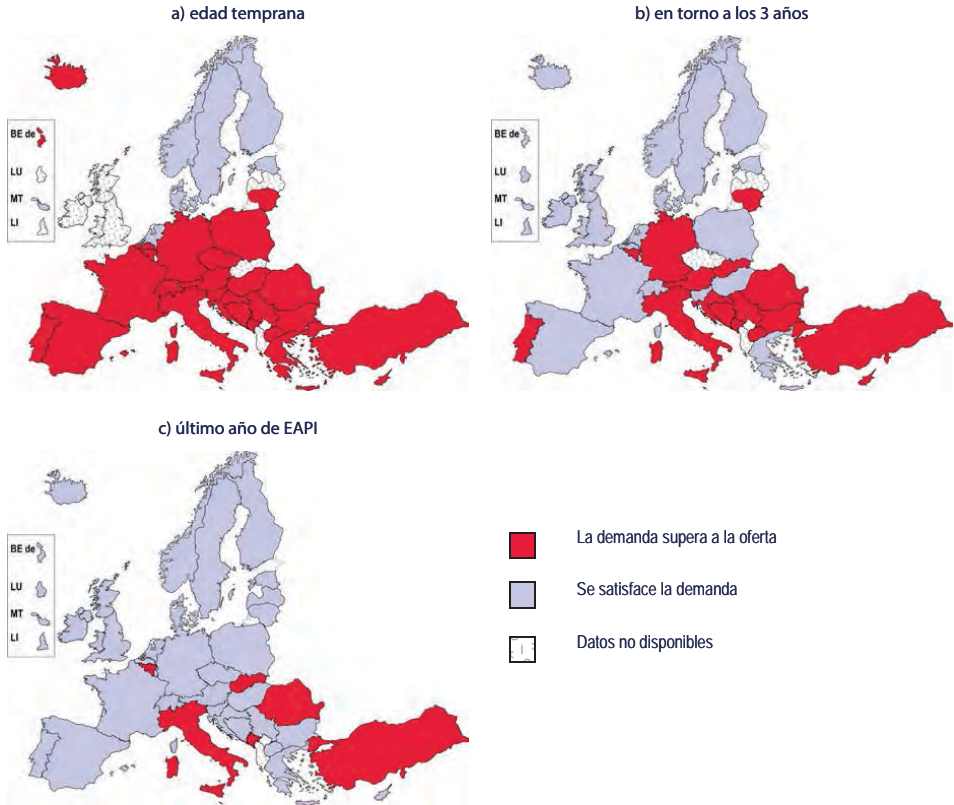 a) edad temprana
b) en torno a los 3 años
BE de
LU
MT
LI
BE de
LU
MT
LI
c) último año de EAPI
BE de
LU
MT
LI
La demanda supera a la oferta
Se satisface la demanda
Datos no disponibles